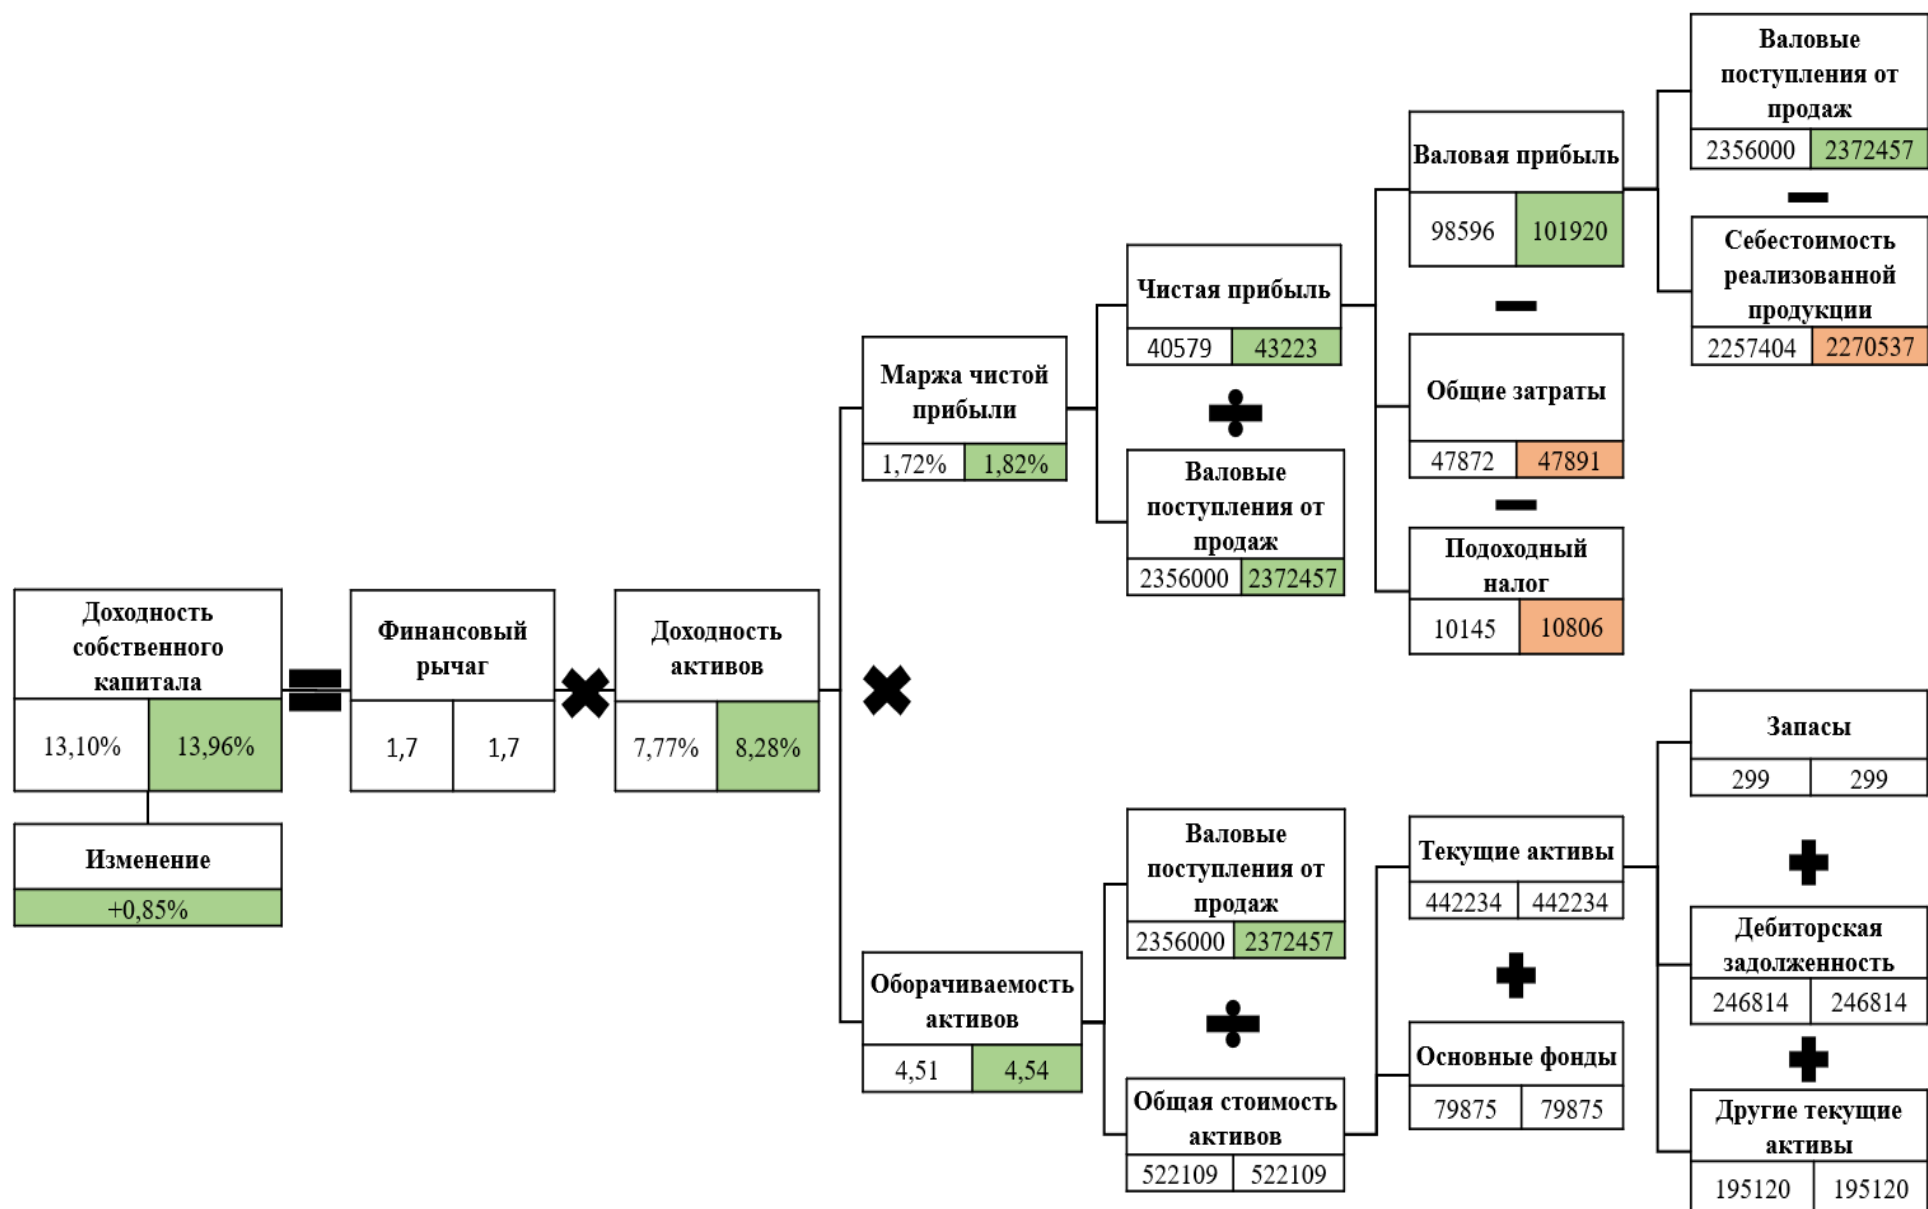 Доходность
собственного
капитала
13,10% 13,96%
Изменение
+0,85%
Финансовый
рычаг
1,7 1,7
Доходность
активов
7,77% 8,28%
Маржа чистой
прибыли
1,72% 1,82%
Оборачиваемость
активов
4,51 4,54
Чистая прибыль
40579 43223
Валовые
поступления от
продаж
2356000 2372457
Валовые
поступления от
продаж
2356000 2372457
Общая стоимость
активов
522109 522109
Валовая прибыль
98596 101920
Общие затраты
47872 47891
Подоходный
налог
10145 10806
Текущие активы
442234 442234
Основные фонды
79875 79875
Валовые
поступления от
продаж
2356000 2372457
Себестоимость
реализованной
продукции
2257404 2270537
Запасы
299 299
Дебиторская
задолженность
246814 246814
Другие текущие
активы
195120 195120